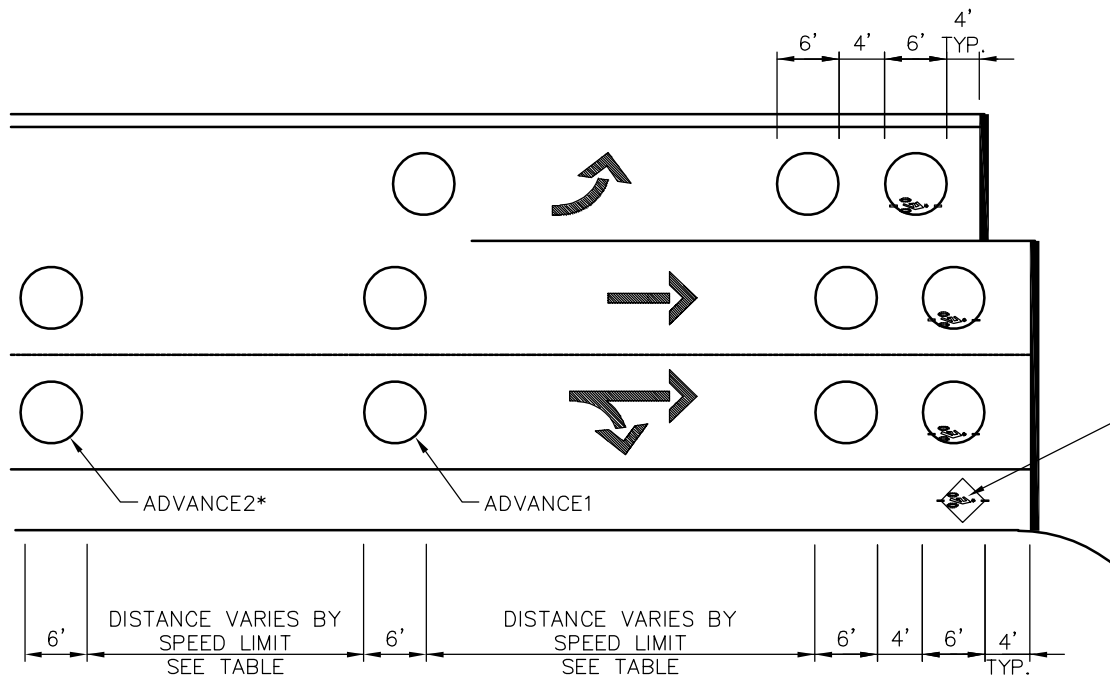 4'
6' 4' 6' TYP.
ADVANCE2* ADVANCE1
DISTANCE VARIES BY DISTANCE VARIES BY
6' SPEED LIMIT 6' SPEED LIMIT 6' 4' 6' 4'
SEE TABLE SEE TABLE TYP.